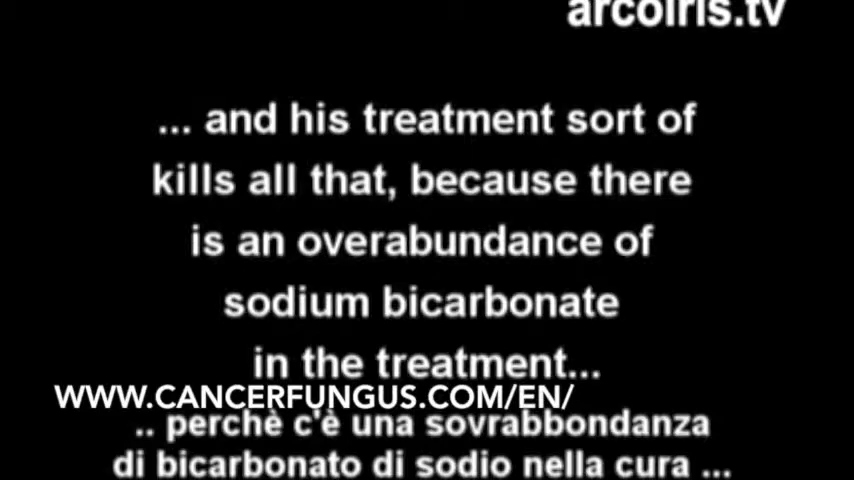 arcoiris.tv
... and his treatment sort of
kills all that, because there
is an overabundance of
sodium bicarbonate
in the treatment...
WWW.CANCERFUNGUS.COM/EN/
.. perchè c'è una sovrabbondanza
di bicarbonato di sodio nella cura ...